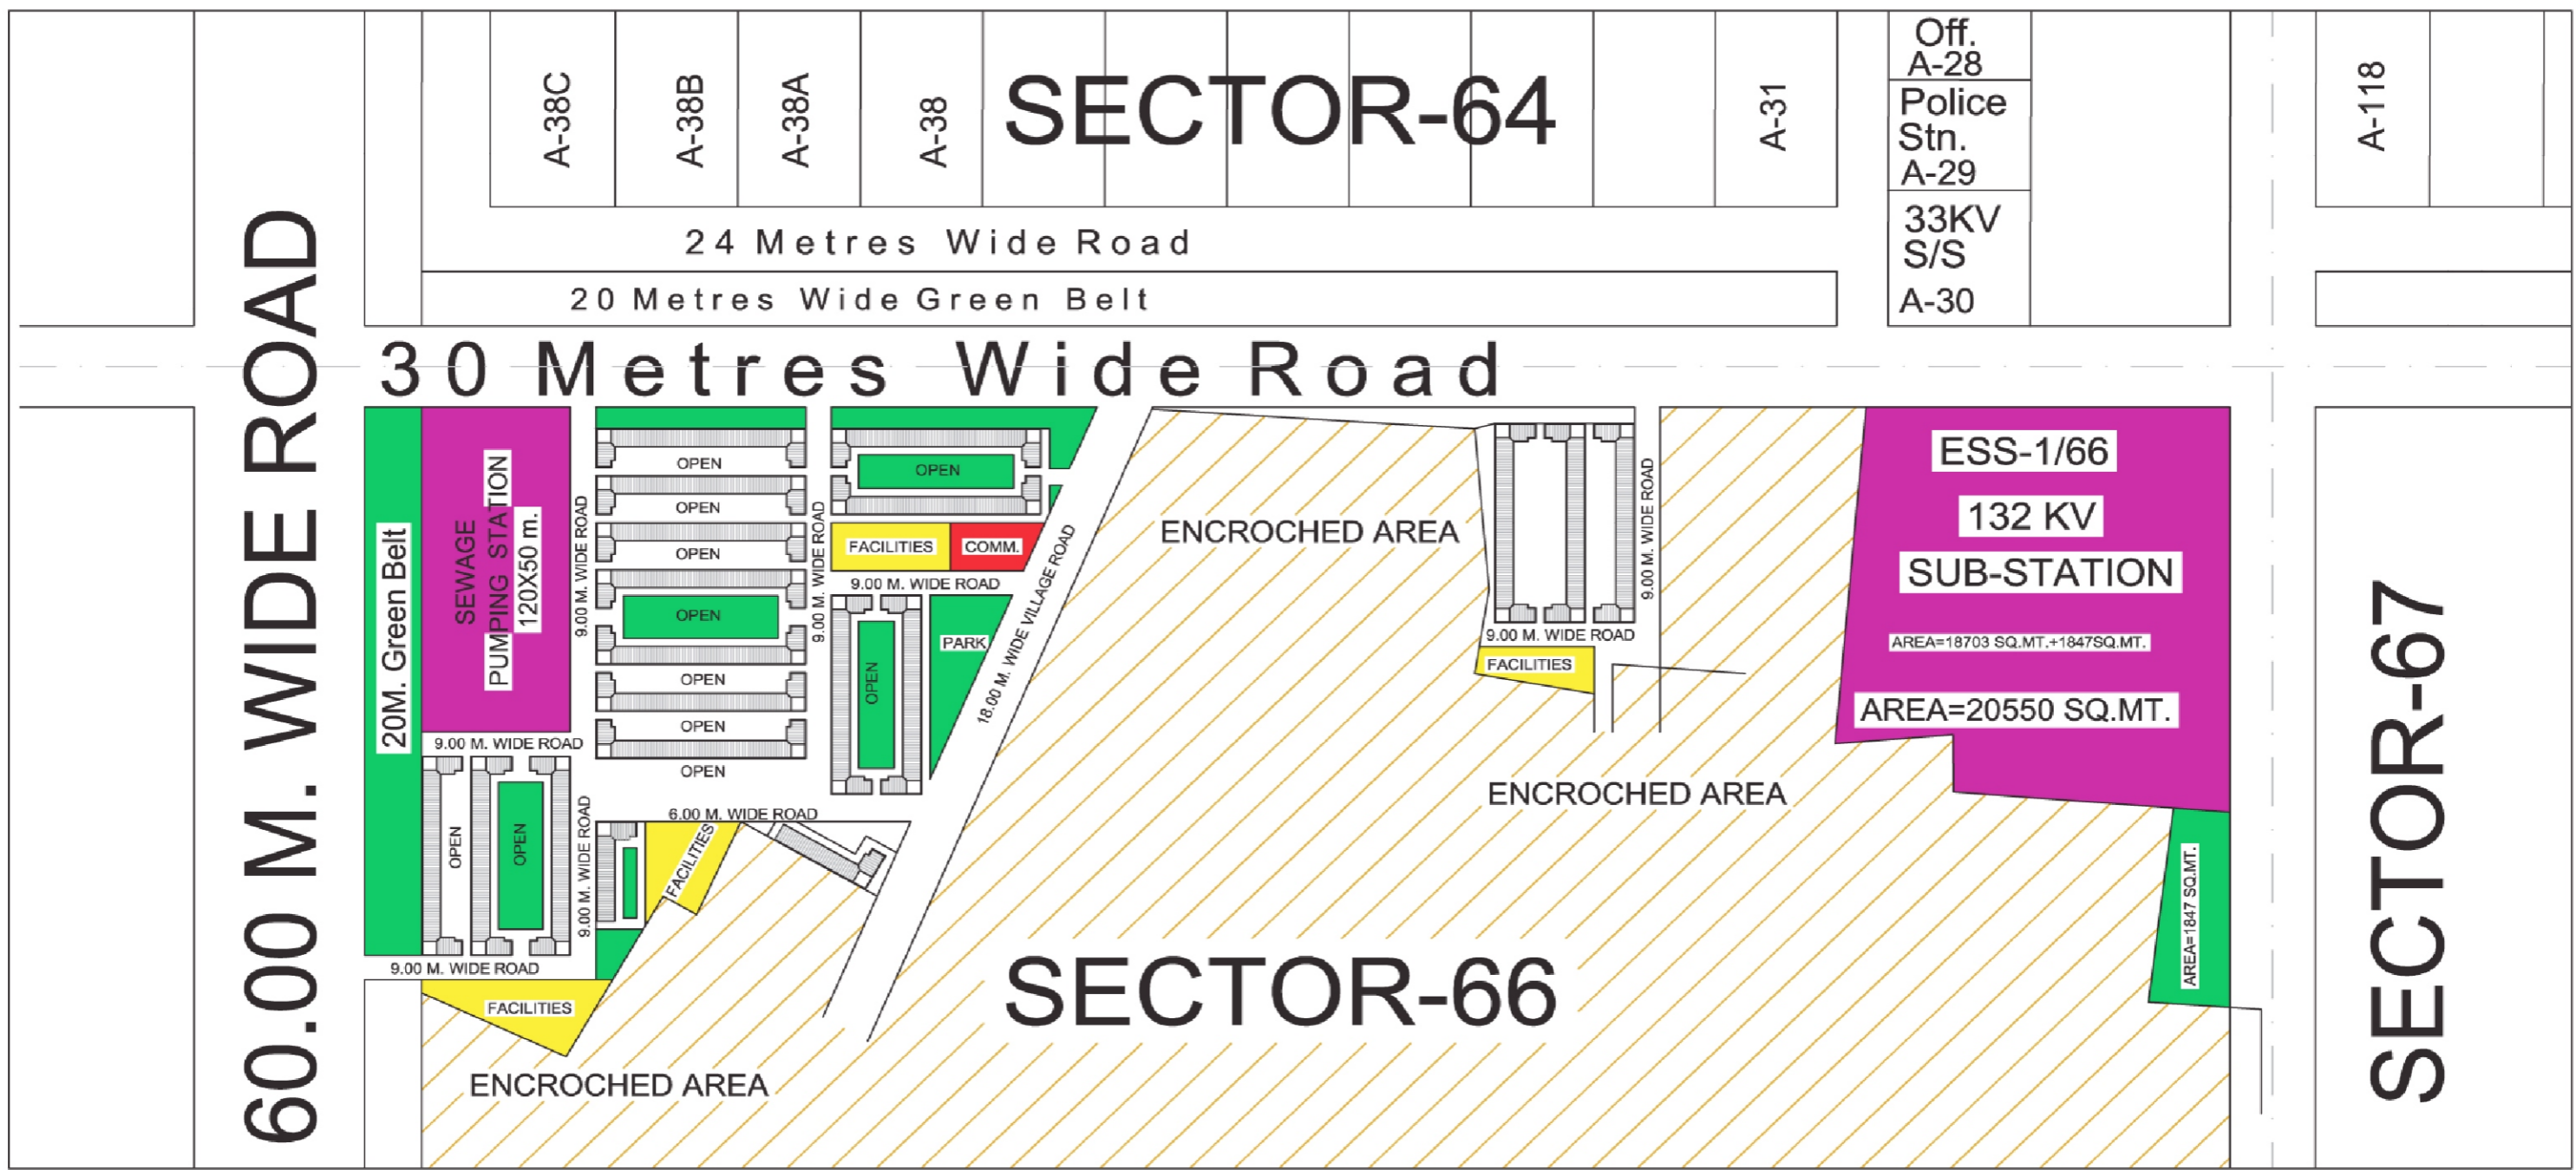 A-38C
A-38B
A-38A
A-38
SECTOR-64
A-31
Off.
A-28
Police
Stn.
A-29
33KV
S/S
A-30
A-118
24 Metres Wide Road
20 Metres Wide Green Belt
30 Metres Wide Road
60.00 M. WIDE ROAD
20M. Green Belt
SEWAGE
PUMPING STATION
120X50 m.
9.00 M. WIDE ROAD
OPEN
OPEN
OPEN
OPEN
OPEN
OPEN
OPEN
9.00 M. WIDE ROAD
OPEN
FACILITIES
COMM.
9.00 M. WIDE ROAD
OPEN
PARK
18.00 M. WIDE VILLAGE ROAD
ENCROCHED AREA
9.00 M. WIDE ROAD
9.00 M. WIDE ROAD
FACILITIES
ESS-1/66
132 KV
SUB-STATION
AREA=18703 SQ.MT.+1847SQ.MT.
AREA=20550 SQ.MT.
9.00 M. WIDE ROAD
OPEN
OPEN
9.00 M. WIDE ROAD
6.00 M. WIDE ROAD
FACILITIES
ENCROCHED AREA
AREA=1847 SQ.MT.
SECTOR-67
9.00 M. WIDE ROAD
FACILITIES
SECTOR-66
ENCROCHED AREA